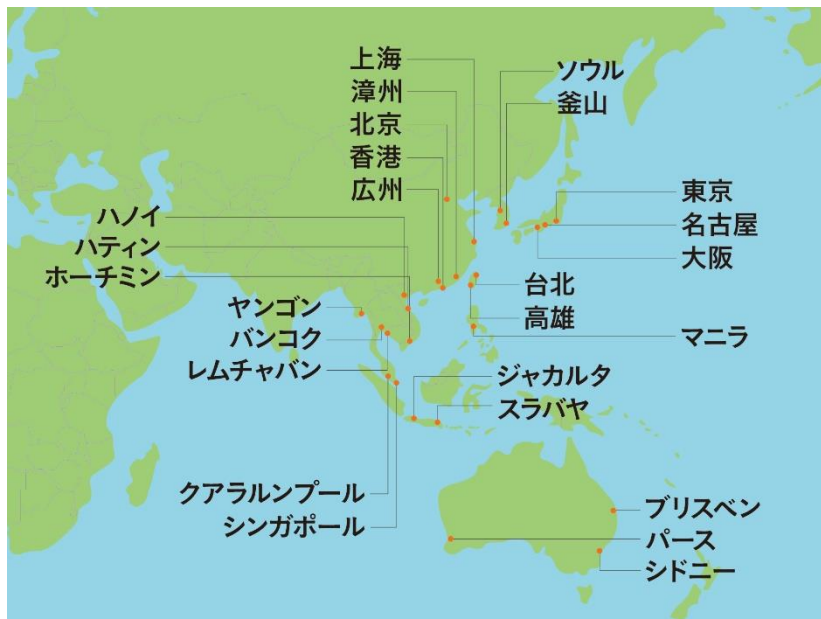 上海
漳州
北京
香港
広州
ソウル
釜山
東京
名古屋
大阪
ハノイ
ハティン
ホーチミン
ヤンゴン
バンコク
レムチャバン
台北
高雄
マニラ
ジャカルタ
スラバヤ
クアラルンプール
シンガポール
ブリスベン
パース
シドニー